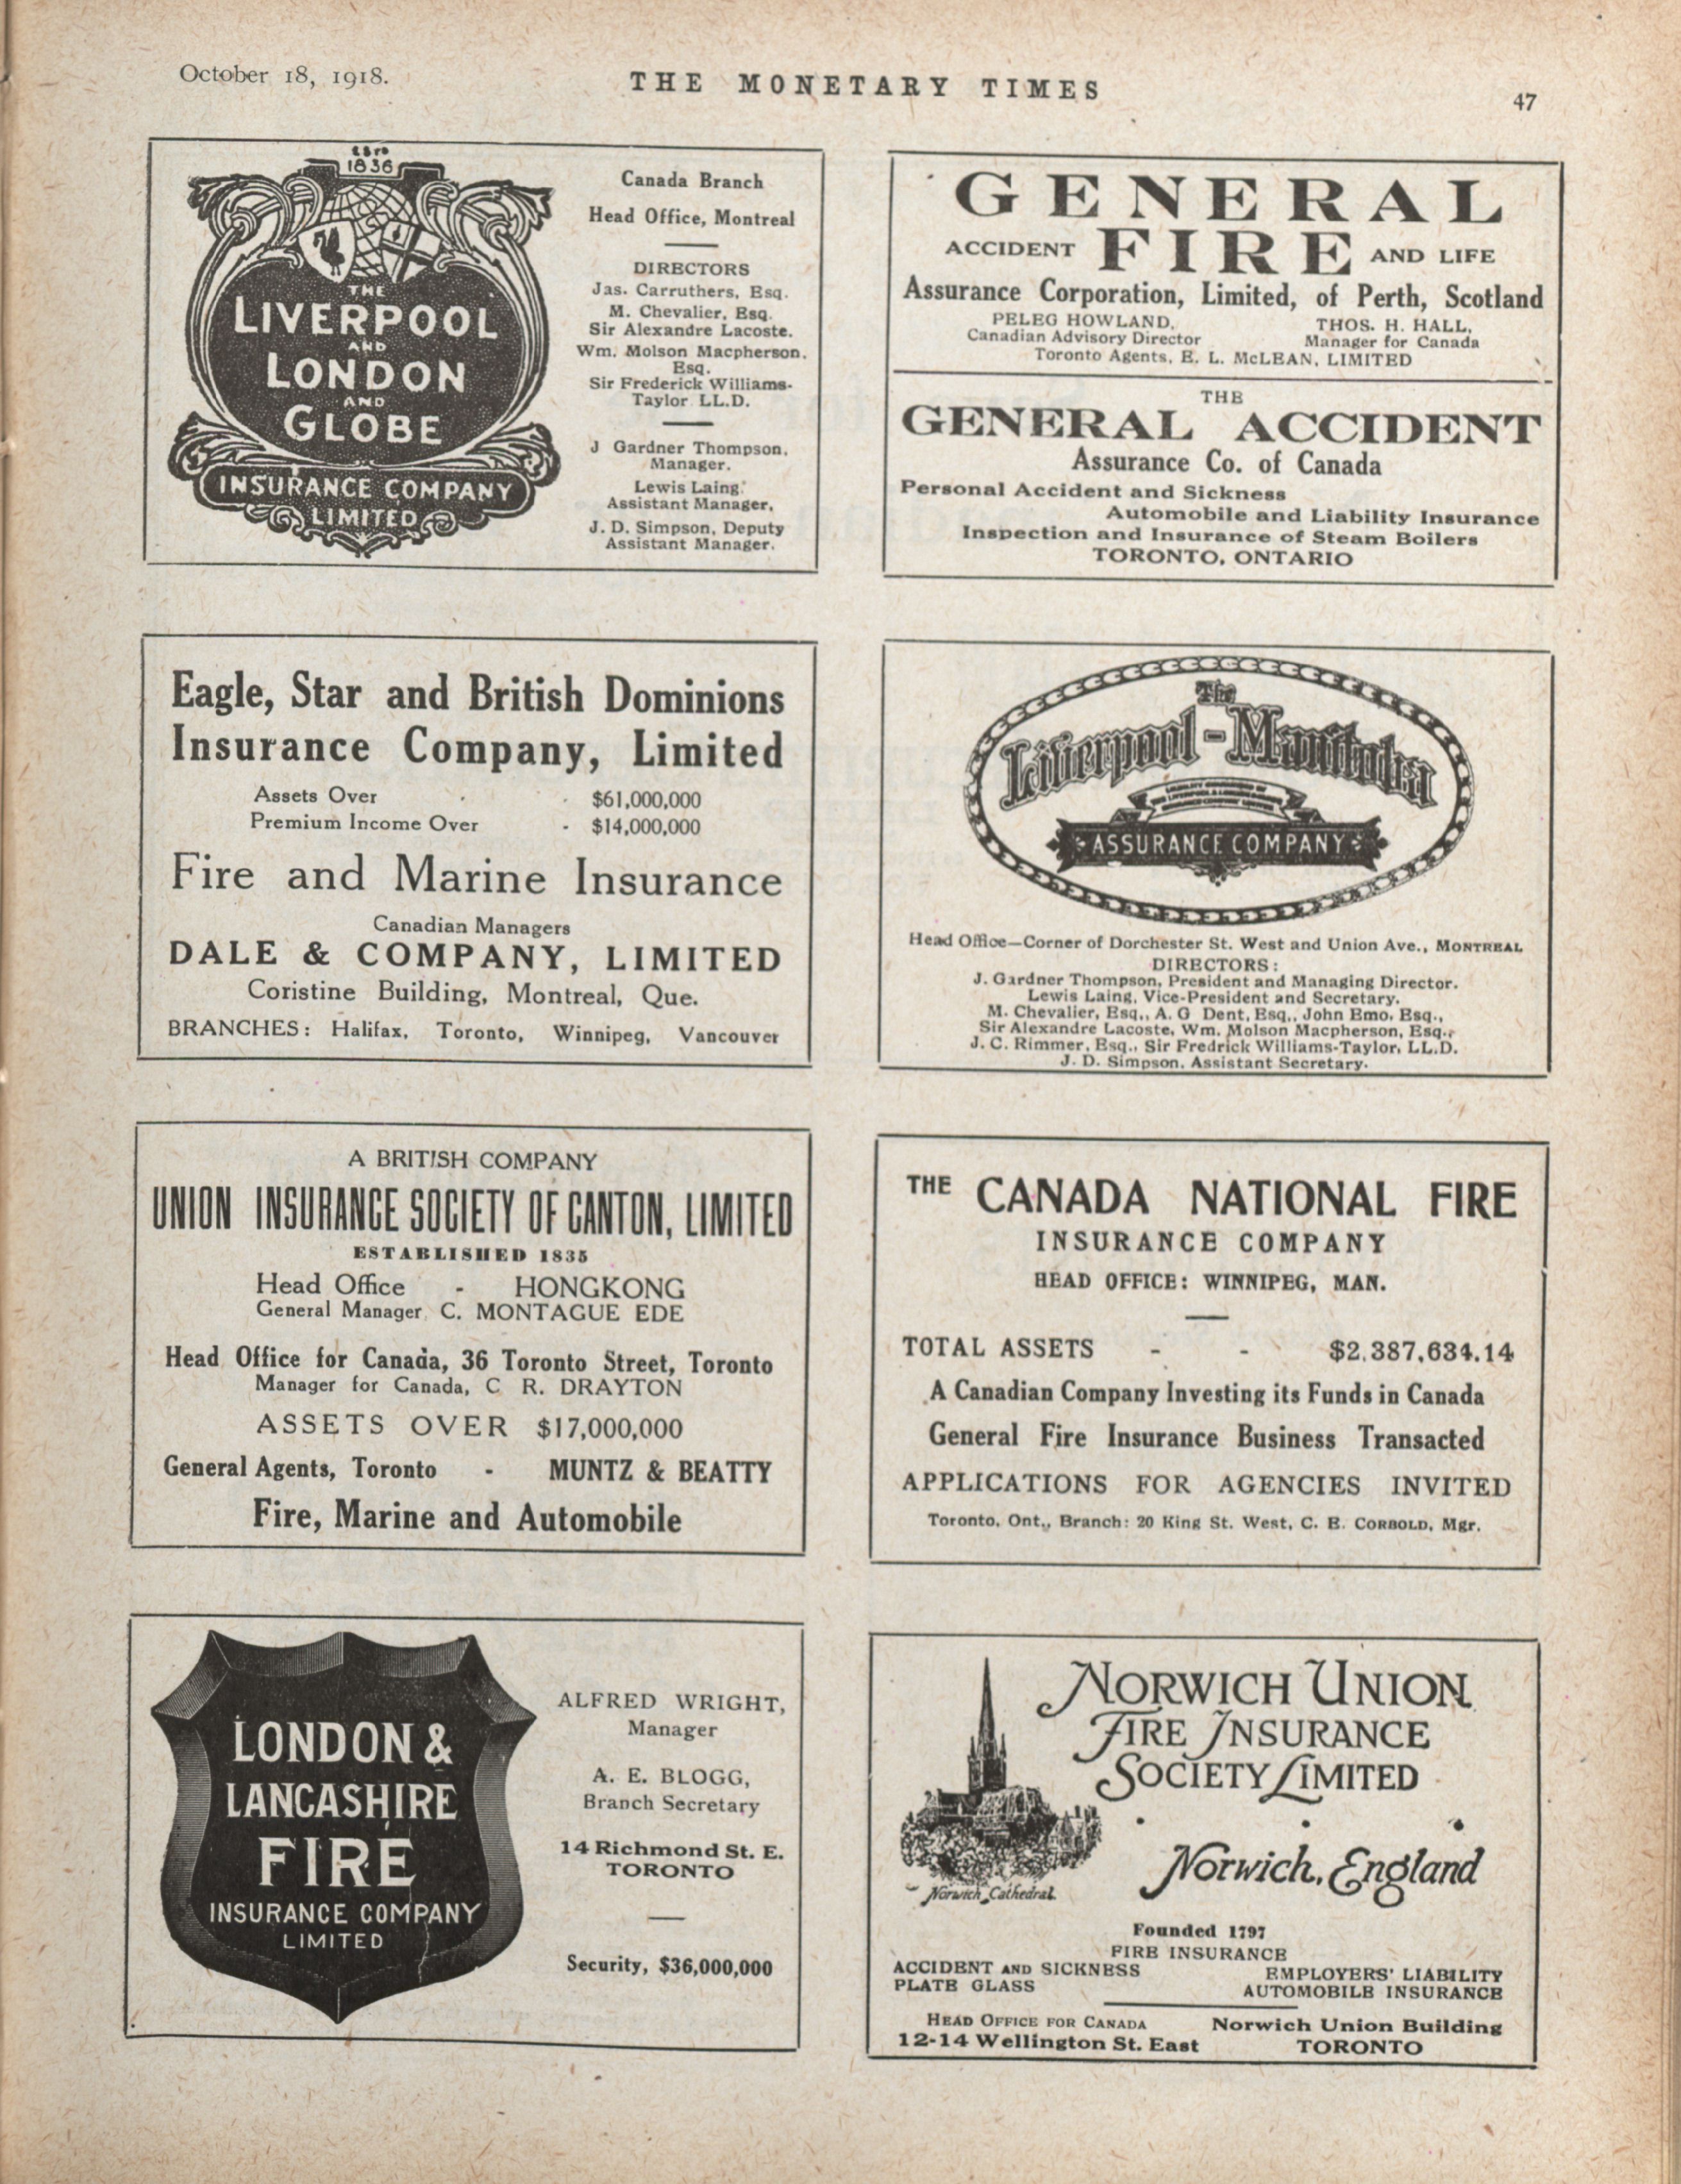 October 18, 1918.
THE MONETARY TIMES
47
ESTD
1836
THE
LIVERPOOL
AND
LONDON
AND
GLOBE
INSURANCE COMPANY
LIMITED
Canada Branch
Head Office, Montreal
DIRECTORS
Jas. Carruthers, Esq.
M. Chevalier, Esq.
Sir Alexandre Lacoste.
Wm. Molson Macpherson,
Esq.
Sir Frederick Williams-
Taylor LL.D.
J Gardner Thompson,
Manager.
Lewis Laing.
Assistant Manager,
J. D. Simpson, Deputy
Assistant Manager.
GENERAL
ACCIDENT FIRE AND LIFE
Assurance Corporation, Limited, of Perth, Scotland
PELEG HOWLAND,
Canadian Advisory Director
THOS. H. HALL,
Manager for Canada
Toronto Agents, E. L. McLEAN, LIMITED
THE
GENERAL ACCIDENT
Assurance Co. of Canada
Personal Accident and Sickness
Automobile and Liability Insurance
Inspection and Insurance of Steam Boilers
TORONTO, ONTARIO
Eagle, Star and British Dominions
Insurance Company, Limited
Assets Over - $61,000,000
Premium Income Over - $14,000,000
Fire and Marine Insurance
Canadian Managers
DALE & COMPANY, LIMITED
Coristine Building, Montreal, Que.
BRANCHES: Halifax, Toronto, Winnipeg, Vancouver
The
Liverpool-Manitoba
ASSURANCE COMPANY
Head Office—Corner of Dorchester St. West and Union Ave., MONTREAL
DIRECTORS:
J. Gardner Thompson, President and Managing Director.
Lewis Laing, Vice-President and Secretary.
M. Chevalier, Esq., A. G Dent, Esq., John Emo, Esq.,
Sir Alexandre Lacoste, Wm. Molson Macpherson, Esq.,
J. C. Rimmer, Esq., Sir Fredrick Williams-Taylor, LL.D.
J. D. Simpson, Assistant Secretary.
A BRITISH COMPANY
UNION INSURANCE SOCIETY OF CANTON, LIMITED
ESTABLISHED 1835
Head Office - HONGKONG
General Manager, C. MONTAGUE EDE
Head Office for Canada, 36 Toronto Street, Toronto
Manager for Canada, C R. DRAYTON
ASSETS OVER $17,000,000
General Agents, Toronto - MUNTZ & BEATTY
Fire, Marine and Automobile
THE CANADA NATIONAL FIRE
INSURANCE COMPANY
HEAD OFFICE: WINNIPEG, MAN.
TOTAL ASSETS - - $2,387,634.14
A Canadian Company Investing its Funds in Canada
General Fire Insurance Business Transacted
APPLICATIONS FOR AGENCIES INVITED
Toronto, Ont., Branch: 20 King St. West, C. E. CORBOLD, Mgr.
LONDON &
LANCASHIRE
FIRE
INSURANCE COMPANY
LIMITED
ALFRED WRIGHT,
Manager
A. E. BLOGG,
Branch Secretary
14 Richmond St. E.
TORONTO
Security, $36,000,000
NORWICH UNION
FIRE INSURANCE
SOCIETY LIMITED
Norwich, England
Norwich Cathedral
Founded 1797
FIRE INSURANCE
ACCIDENT AND SICKNESS EMPLOYERS' LIABILITY
PLATE GLASS AUTOMOBILE INSURANCE
HEAD OFFICE FOR CANADA Norwich Union Building
12-14 Wellington St. East TORONTO